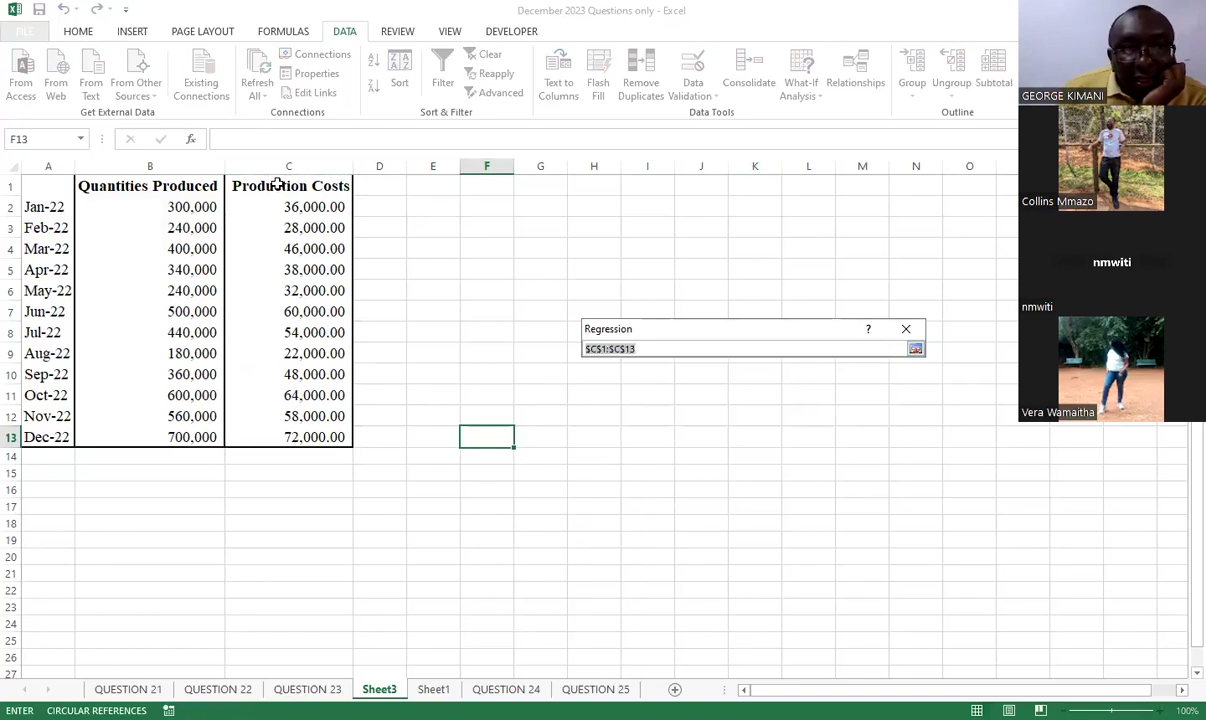 December 2023 Questions only - Excel
FILE HOME INSERT PAGE LAYOUT FORMULAS DATA REVIEW VIEW DEVELOPER
From Access
From Web
From Text
From Other Sources
Existing Connections
Get External Data
Refresh All
Connections
Properties
Edit Links
Connections
Sort
Filter
Clear
Reapply
Advanced
Sort & Filter
Text to Columns
Flash Fill
Remove Duplicates
Data Validation
Consolidate
What-If Analysis
Relationships
Data Tools
Group
Ungroup
Subtotal
Outline
F13 fx
A B C D E F G H I J K L M N O
1 Quantities Produced Production Costs
2 Jan-22 300,000 36,000.00
3 Feb-22 240,000 28,000.00
4 Mar-22 400,000 46,000.00
5 Apr-22 340,000 38,000.00
6 May-22 240,000 32,000.00
7 Jun-22 500,000 60,000.00
8 Jul-22 440,000 54,000.00
9 Aug-22 180,000 22,000.00
10 Sep-22 360,000 48,000.00
11 Oct-22 600,000 64,000.00
12 Nov-22 560,000 58,000.00
13 Dec-22 700,000 72,000.00
14
15
16
17
18
19
20
21
22
23
24
25
26
27
Regression ?
$C$1:$C$13
GEORGE KIMANI
Collins Mmazo
nmwiti
nmwiti
Vera Wamaitha
QUESTION 21 QUESTION 22 QUESTION 23 Sheet3 Sheet1 QUESTION 24 QUESTION 25
ENTER CIRCULAR REFERENCES 100%